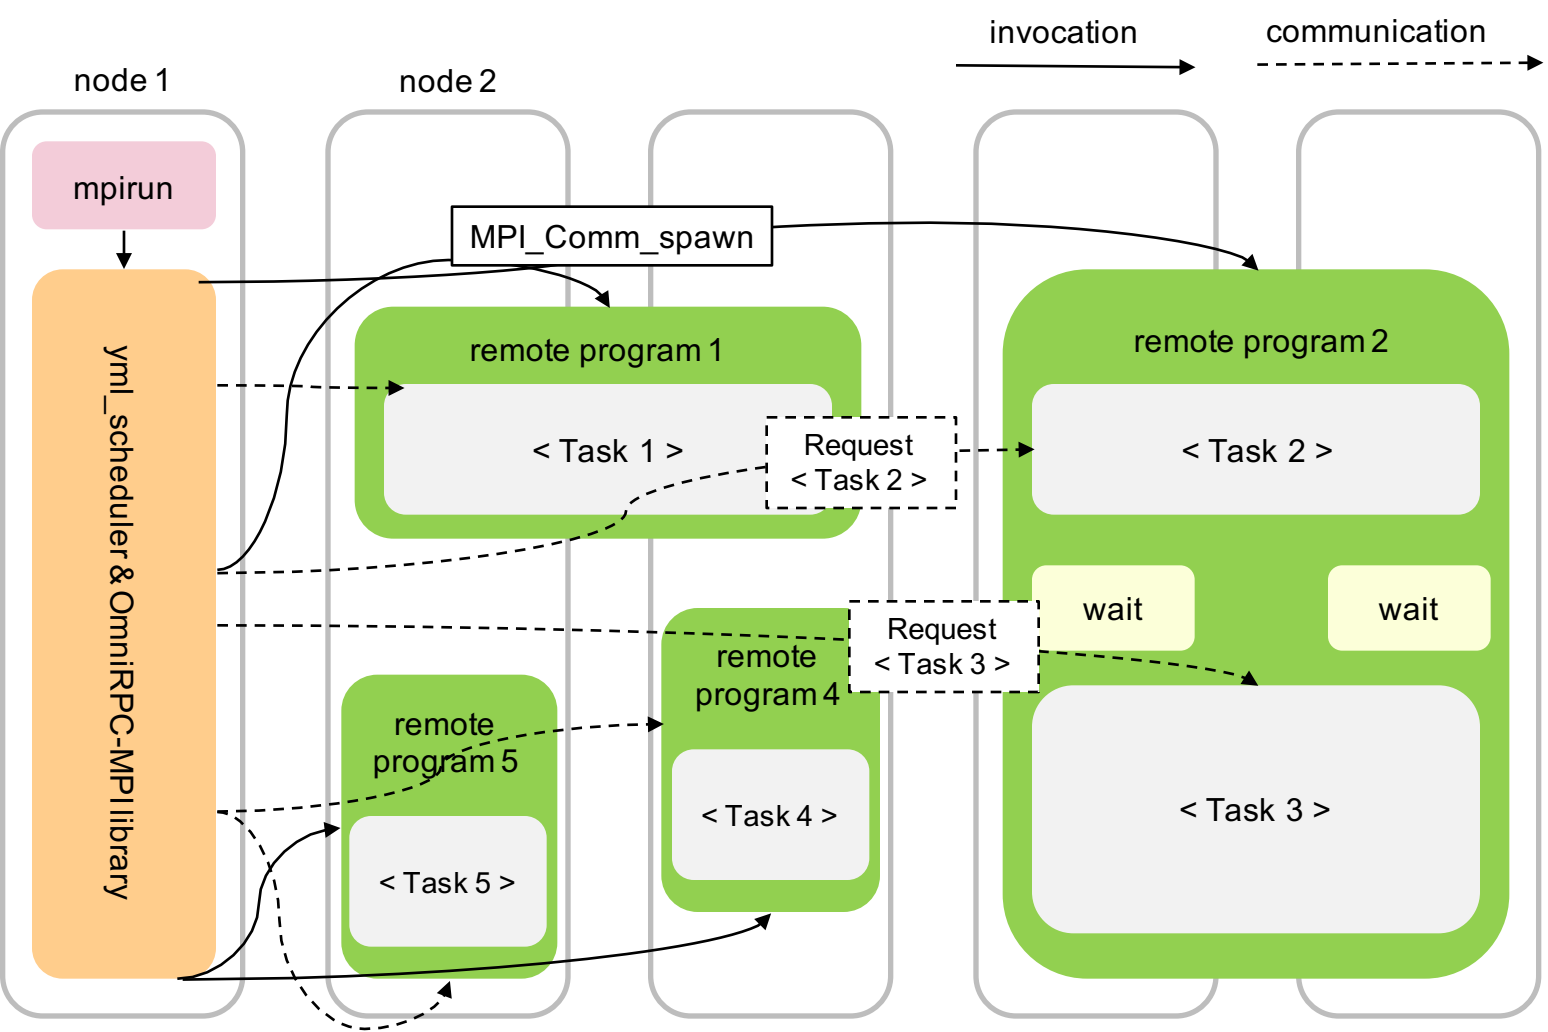 invocation
communication
node 1
node 2
mpirun
MPI_Comm_spawn
yml_scheduler & OmniRPC-MPI library
remote program 1
< Task 1 >
Request
< Task 2 >
remote program 2
< Task 2 >
wait
wait
Request
< Task 3 >
remote
program 4
< Task 4 >
remote
program 5
< Task 5 >
< Task 3 >